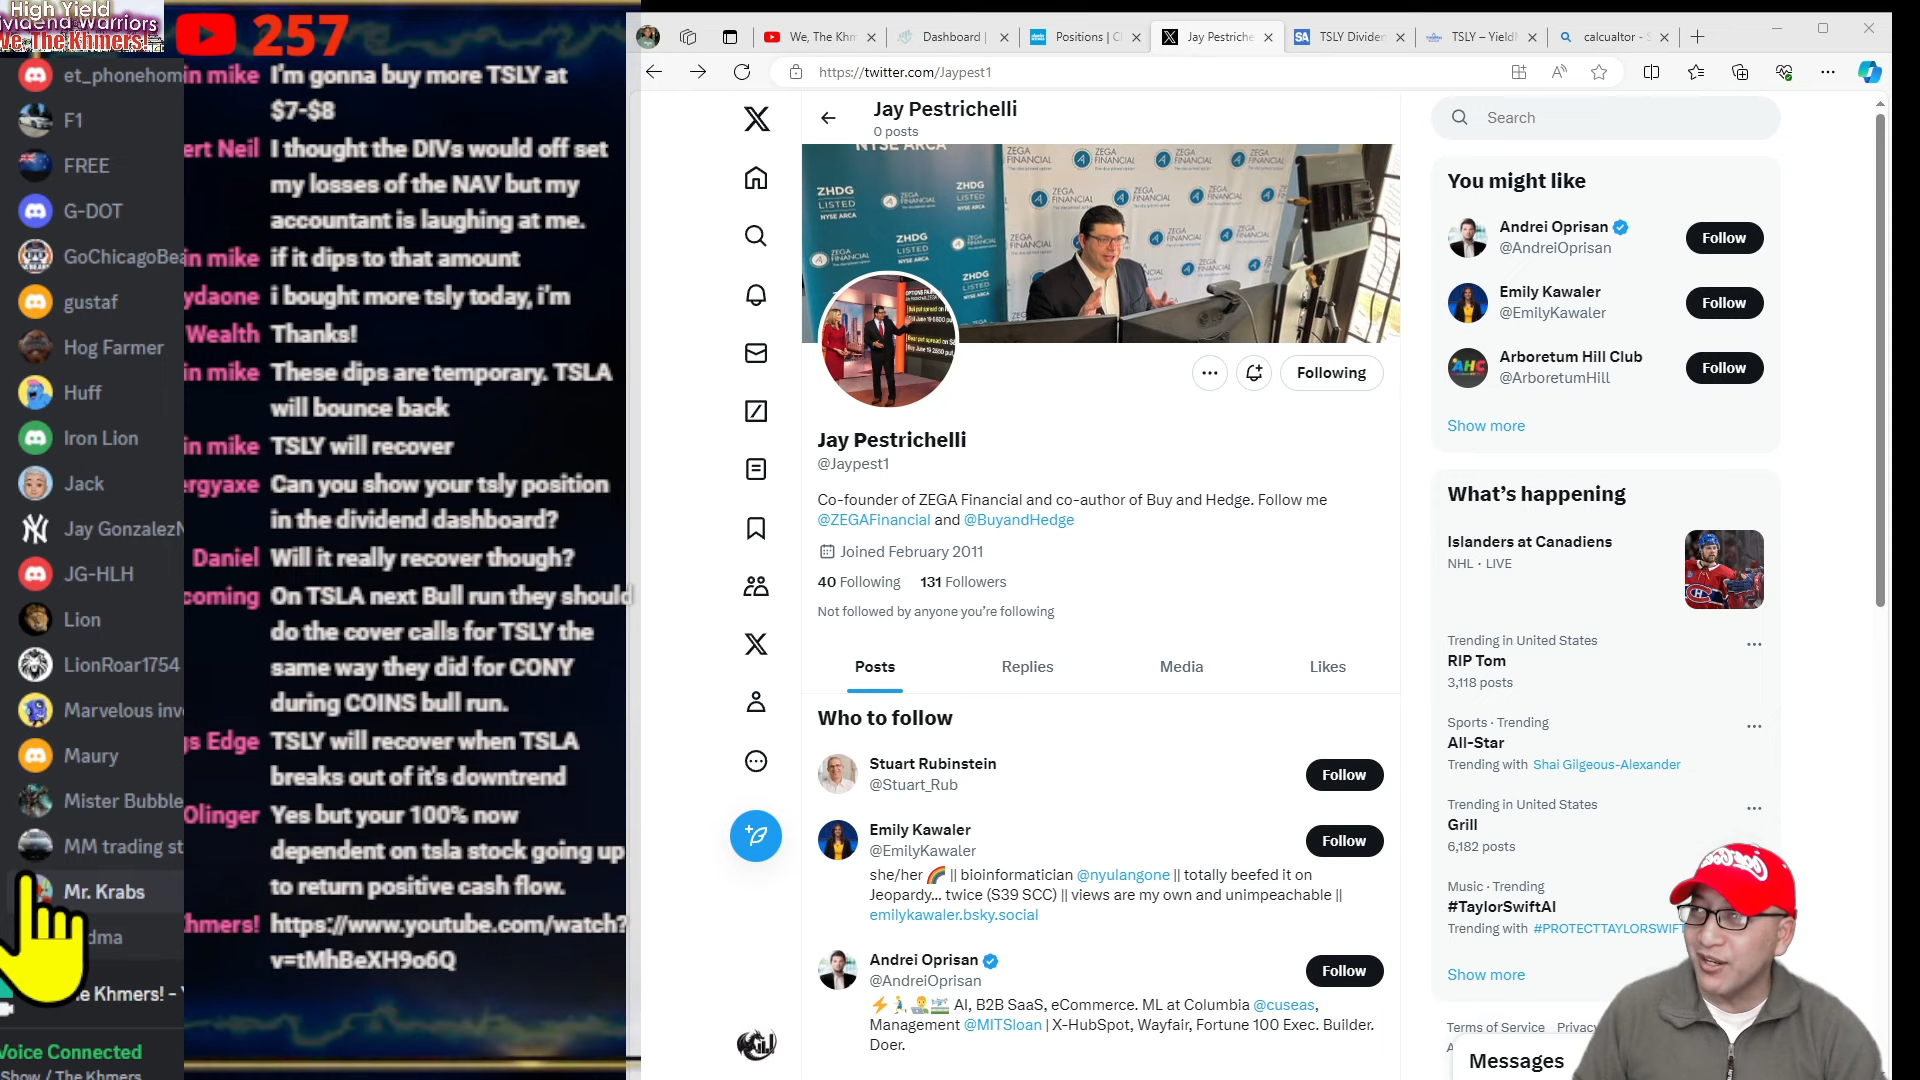 High Yield
Dividend Warriors
We, The Khmers!
257
et_phonehom
F1
FREE
G-DOT
GoChicagoBea
gustaf
Hog Farmer
Huff
Iron Lion
Jack
Jay GonzalezN
JG-HLH
Lion
LionRoar1754
Marvelous inv
Maury
Mister Bubble
MM trading st
Mr. Krabs
dma
e Khmers! -
Voice Connected
Show / The Khmers
in mike I'm gonna buy more TSLY at
$7-$8
ert Neil I thought the DIVs would off set
my losses of the NAV but my
accountant is laughing at me.
in mike if it dips to that amount
ydaone i bought more tsly today, i'm
Wealth Thanks!
in mike These dips are temporary. TSLA
will bounce back
in mike TSLY will recover
ergyaxe Can you show your tsly position
in the dividend dashboard?
Daniel Will it really recover though?
coming On TSLA next Bull run they should
do the cover calls for TSLY the
same way they did for CONY
during COINS bull run.
gs Edge TSLY will recover when TSLA
breaks out of it's downtrend
Olinger Yes but your 100% now
dependent on tsla stock going up
to return positive cash flow.
Khmers! https://www.youtube.com/watch?
v=tMhBeXH9o6Q
We, The Khm
Dashboard |
Positions | C
Jay Pestriche
TSLY Dividen
TSLY – YieldM
calcualtor - S
https://twitter.com/Jaypest1
Jay Pestrichelli
0 posts
NYSE ARCA
ZHDG
LISTED
NYSE ARCA
ZEGA
FINANCIAL
Following
Jay Pestrichelli
@Jaypest1
Co-founder of ZEGA Financial and co-author of Buy and Hedge. Follow me
@ZEGAFinancial and @BuyandHedge
Joined February 2011
40 Following 131 Followers
Not followed by anyone you're following
Posts Replies Media Likes
Who to follow
Stuart Rubinstein
@Stuart_Rub
Follow
Emily Kawaler
@EmilyKawaler
Follow
she/her 🌈 || bioinformatician @nyulangone || totally beefed it on
Jeopardy... twice (S39 SCC) || views are my own and unimpeachable ||
emilykawaler.bsky.social
Andrei Oprisan
@AndreiOprisan
Follow
AI, B2B SaaS, eCommerce. ML at Columbia @cuseas,
Management @MITSloan | X-HubSpot, Wayfair, Fortune 100 Exec. Builder.
Doer.
Search
You might like
Andrei Oprisan
@AndreiOprisan
Follow
Emily Kawaler
@EmilyKawaler
Follow
AHC
Arboretum Hill Club
@ArboretumHill
Follow
Show more
What's happening
Islanders at Canadiens
NHL · LIVE
Trending in United States
RIP Tom
3,118 posts
Sports · Trending
All-Star
Trending with Shai Gilgeous-Alexander
Trending in United States
Grill
6,182 posts
Music · Trending
#TaylorSwiftAI
Trending with #PROTECTTAYLORSWIFT
Show more
Terms of Service Privacy
Messages